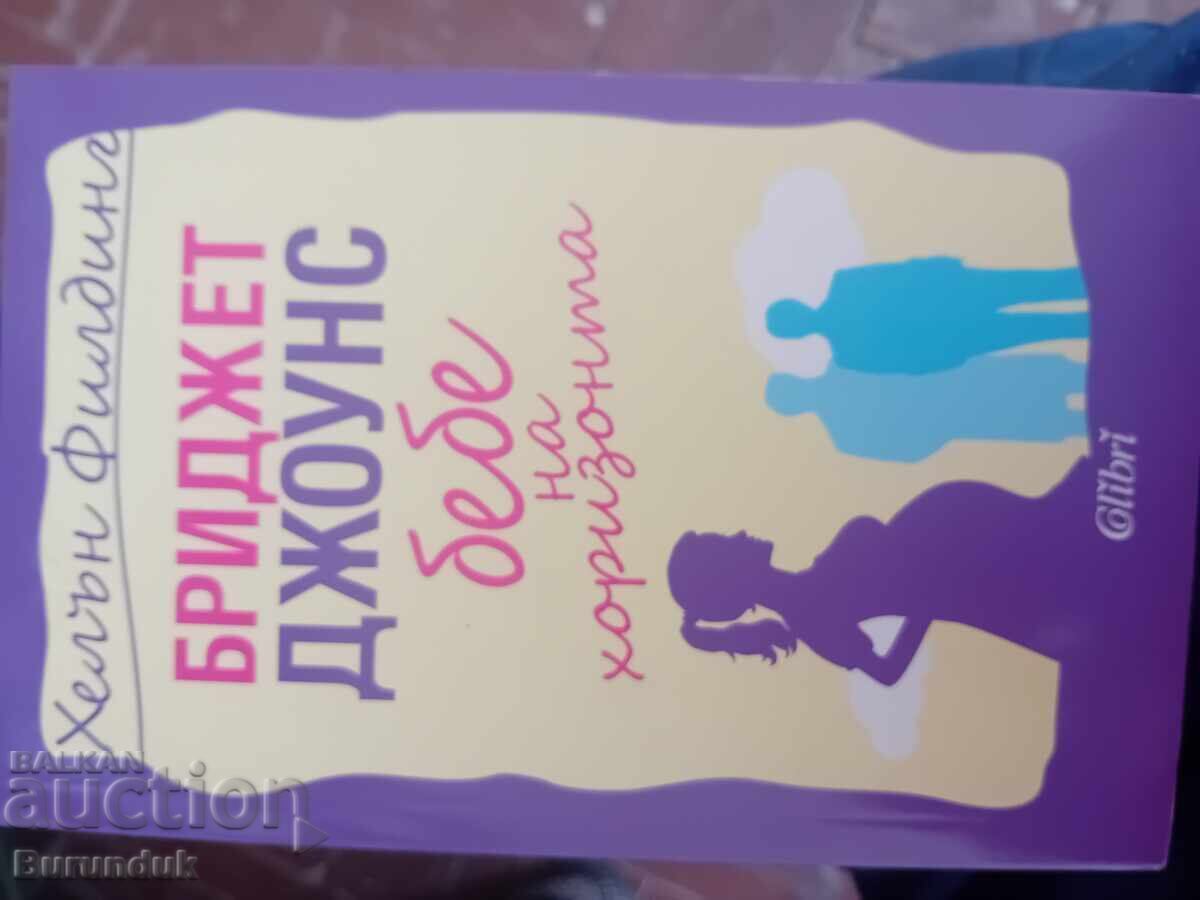 Хелън Филдинг
БРИДЖЕТ
ДЖОУНС
бебе
на
хоризонта
Colibri
BALKAN
auction
Burunduk